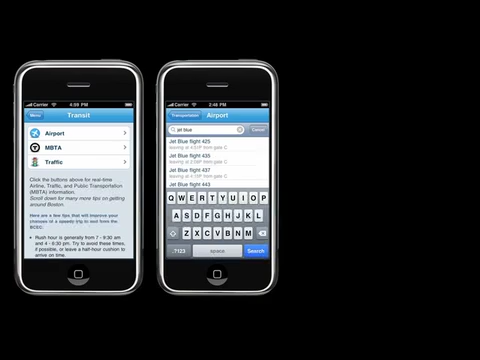 Carrier 4:59 PM
Menu Transit
Airport
MBTA
Traffic
Click the buttons above for real-time
Airline, Traffic, and Public Transportation
(MBTA) information.
Scroll down for many more tips on getting
around Boston.
Here are a few tips that will improve your
chances of a speedy trip to and from the
BCEC:
• Rush hour is generally from 7 - 9:30 am
and 4 - 6:30 pm. Try to avoid these times,
if possible, or leave a half-hour cushion to
arrive on time.
Carrier 2:48 PM
Transportation Airport
jet blue Cancel
Jet Blue flight 425
Jet Blue flight 435
Jet Blue flight 437
Jet Blue flight 443
Q W E R T Y U I O P
A S D F G H J K L
Z X C V B N M
.?123 space Search